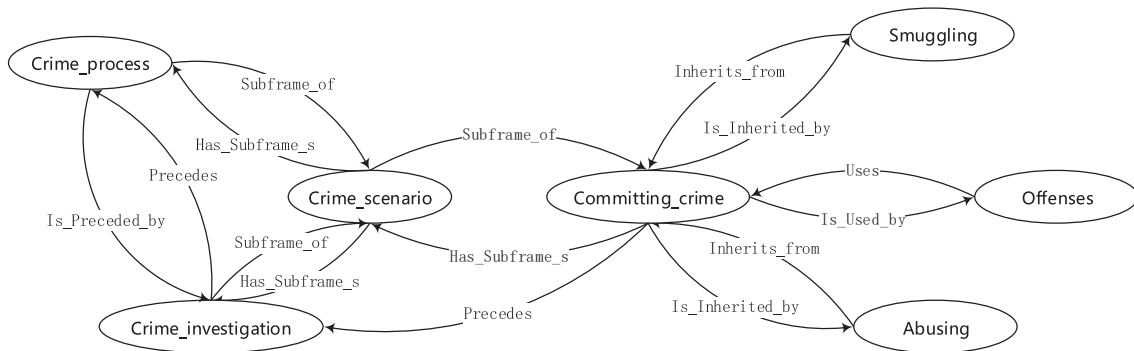 Smuggling
Crime_process
Inherits_from
Subframe_of
Is_Inherited_by
Subframe_of
Has_Subframe_s
Precedes
Uses
Crime_scenario
Committing_crime
Offenses
Is_Preceded_by
Is_Used_by
Subframe_of
Inherits_from
Has_Subframe_s
Has_Subframe_s
Is_Inherited_by
Precedes
Crime_investigation
Abusing